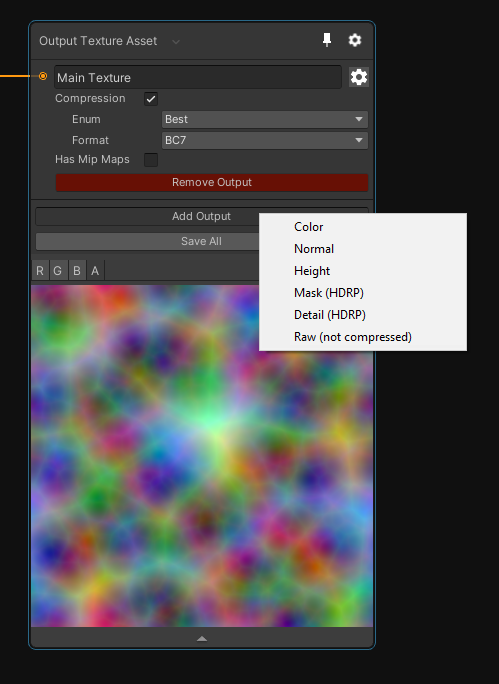 Output Texture Asset
Main Texture
Compression
Enum Best
Format BC7
Has Mip Maps
Remove Output
Add Output
Save All
Color
Normal
Height
Mask (HDRP)
Detail (HDRP)
Raw (not compressed)
R G B A